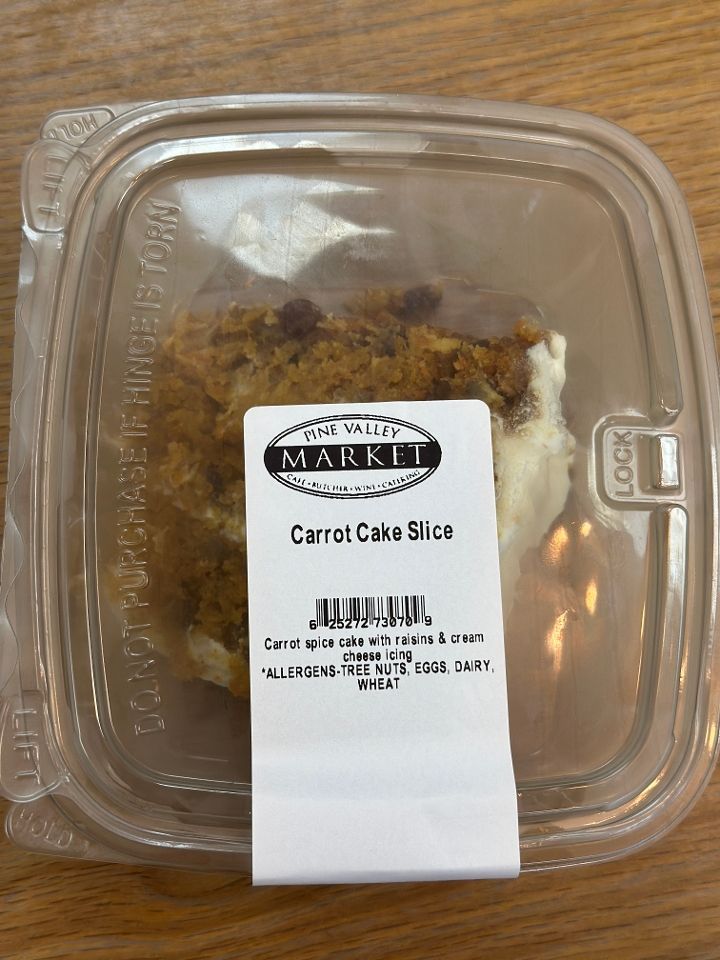 HOLD
LIFT
DO NOT PURCHASE IF HINGE IS TORN
LOCK
PINE VALLEY
MARKET
CAFE • BUTCHER • WINE • CATERING
Carrot Cake Slice
6 25272 73070 9
Carrot spice cake with raisins & cream
cheese icing
*ALLERGENS-TREE NUTS, EGGS, DAIRY,
WHEAT
LIFT
HOLD